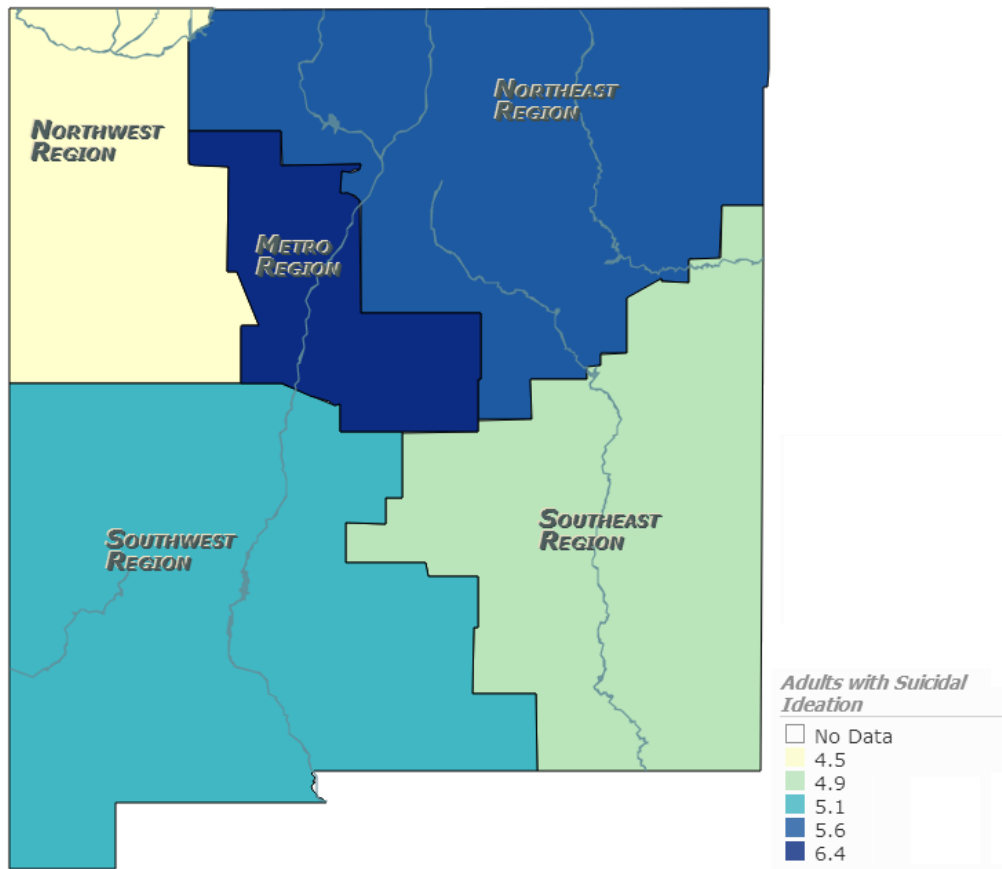 Northeast
Region
Northwest
Region
Metro
Region
Southwest
Region
Southeast
Region
Adults with Suicidal
Ideation
No Data
4.5
4.9
5.1
5.6
6.4